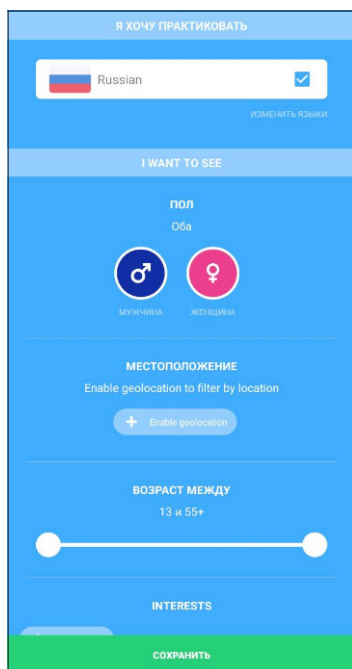 Я ХОЧУ ПРАКТИКОВАТЬ
Russian
ИЗМЕНИТЬ ЯЗЫКИ
I WANT TO SEE
ПОЛ
Оба
МУЖЧИНА ЖЕНЩИНА
МЕСТОПОЛОЖЕНИЕ
Enable geolocation to filter by location
+ Enable geolocation
ВОЗРАСТ МЕЖДУ
13 и 55+
INTERESTS
СОХРАНИТЬ